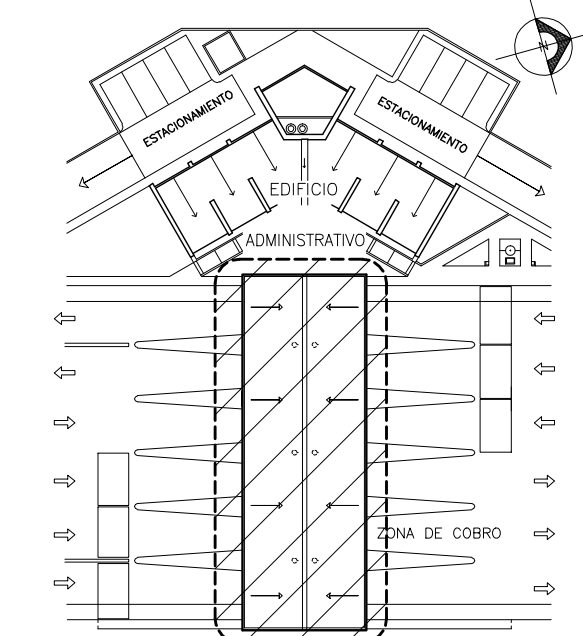 N
ESTACIONAMIENTO
ESTACIONAMIENTO
EDIFICIO
ADMINISTRATIVO
ZONA DE COBRO